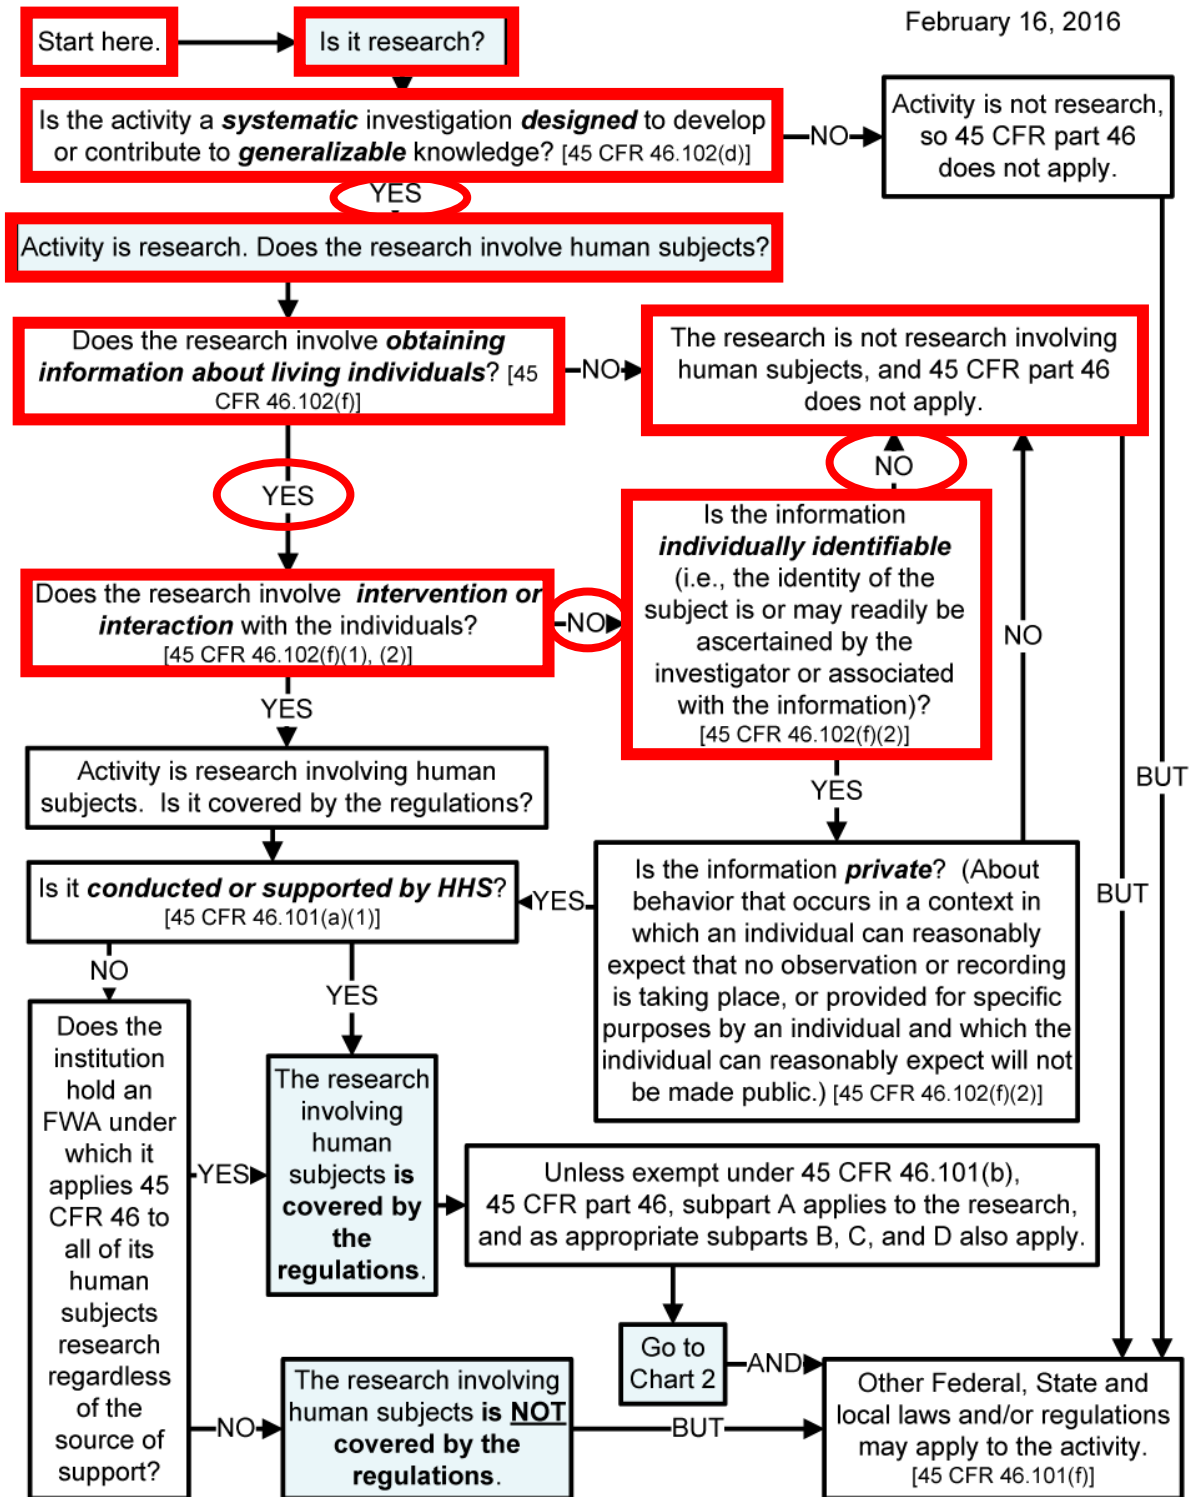 February 16, 2016
Start here.
Is it research?
Is the activity a systematic investigation designed to develop
or contribute to generalizable knowledge? [45 CFR 46.102(d)]
NO
Activity is not research,
so 45 CFR part 46
does not apply.
YES
Activity is research. Does the research involve human subjects?
Does the research involve obtaining
information about living individuals? [45
CFR 46.102(f)]
NO
The research is not research involving
human subjects, and 45 CFR part 46
does not apply.
YES
NO
Does the research involve intervention or
interaction with the individuals?
[45 CFR 46.102(f)(1), (2)]
NO
Is the information
individually identifiable
(i.e., the identity of the
subject is or may readily be
ascertained by the
investigator or associated
with the information)?
[45 CFR 46.102(f)(2)]
NO
YES
YES
BUT
BUT
Activity is research involving human
subjects. Is it covered by the regulations?
Is it conducted or supported by HHS?
[45 CFR 46.101(a)(1)]
YES
Is the information private? (About
behavior that occurs in a context in
which an individual can reasonably
expect that no observation or recording
is taking place, or provided for specific
purposes by an individual and which the
individual can reasonably expect will not
be made public.) [45 CFR 46.102(f)(2)]
NO
YES
Does the
institution
hold an
FWA under
which it
applies 45
CFR 46 to
all of its
human
subjects
research
regardless
of the
source of
support?
YES
The research
involving
human
subjects is
covered by
the
regulations.
Unless exempt under 45 CFR 46.101(b),
45 CFR part 46, subpart A applies to the research,
and as appropriate subparts B, C, and D also apply.
Go to
Chart 2
AND
NO
The research involving
human subjects is NOT
covered by the
regulations.
BUT
Other Federal, State and
local laws and/or regulations
may apply to the activity.
[45 CFR 46.101(f)]